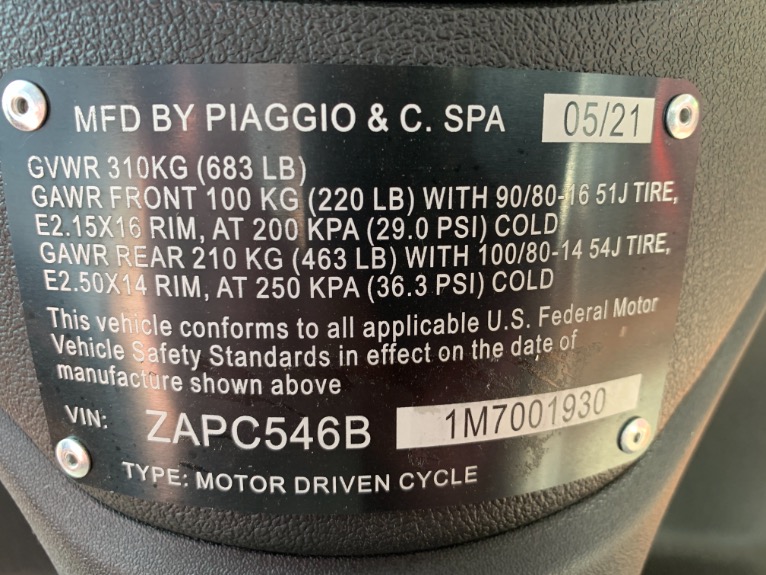 MFD BY PIAGGIO & C. SPA 05/21
GVWR 310KG (683 LB)
GAWR FRONT 100 KG (220 LB) WITH 90/80-16 51J TIRE,
E2.15X16 RIM, AT 200 KPA (29.0 PSI) COLD
GAWR REAR 210 KG (463 LB) WITH 100/80-14 54J TIRE,
E2.50X14 RIM, AT 250 KPA (36.3 PSI) COLD
This vehicle conforms to all applicable U.S. Federal Motor
Vehicle Safety Standards in effect on the date of
manufacture shown above
VIN: ZAPC546B 1M7001930
TYPE: MOTOR DRIVEN CYCLE